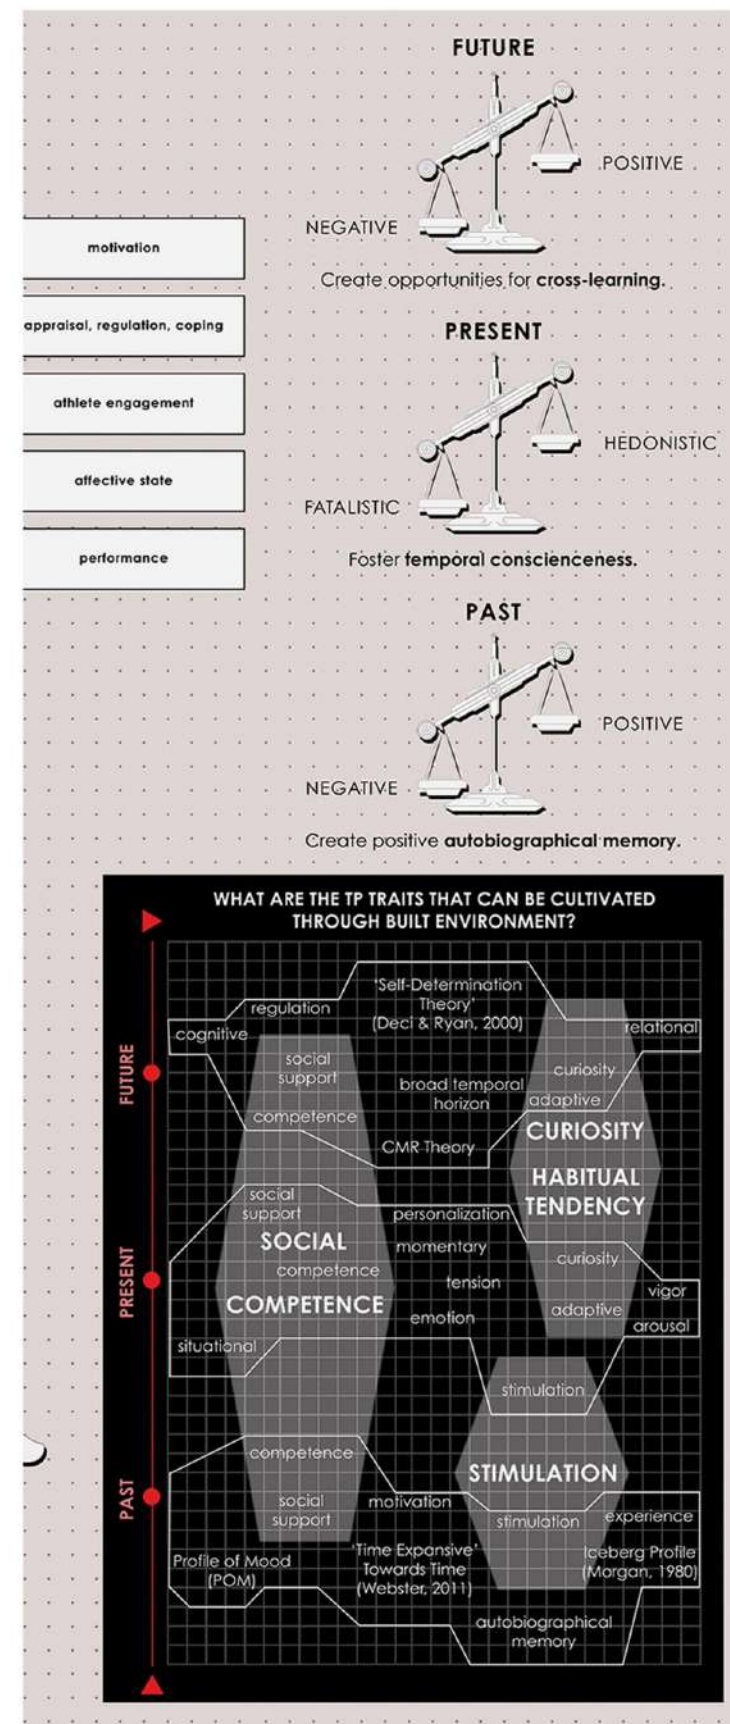 FUTURE
POSITIVE
NEGATIVE
Create opportunities for cross-learning.
motivation
appraisal, regulation, coping
athlete engagement
affective state
performance
PRESENT
HEDONISTIC
FATALISTIC
Foster temporal conscienceness.
PAST
POSITIVE
NEGATIVE
Create positive autobiographical memory.
WHAT ARE THE TP TRAITS THAT CAN BE CULTIVATED
THROUGH BUILT ENVIRONMENT?
FUTURE
cognitive
regulation
'Self-Determination
Theory'
(Deci & Ryan, 2000)
relational
social
support
competence
broad temporal
horizon
CMR Theory
curiosity
adaptive
CURIOSITY
HABITUAL
TENDENCY
PRESENT
social
support
SOCIAL
competence
COMPETENCE
situational
personalization
momentary
tension
emotion
curiosity
adaptive
vigor
arousal
stimulation
STIMULATION
PAST
competence
social
support
motivation
stimulation
experience
Profile of Mood
(POM)
'Time Expansive'
Towards Time
(Webster, 2011)
Iceberg Profile
(Morgan, 1980)
autobiographical
memory